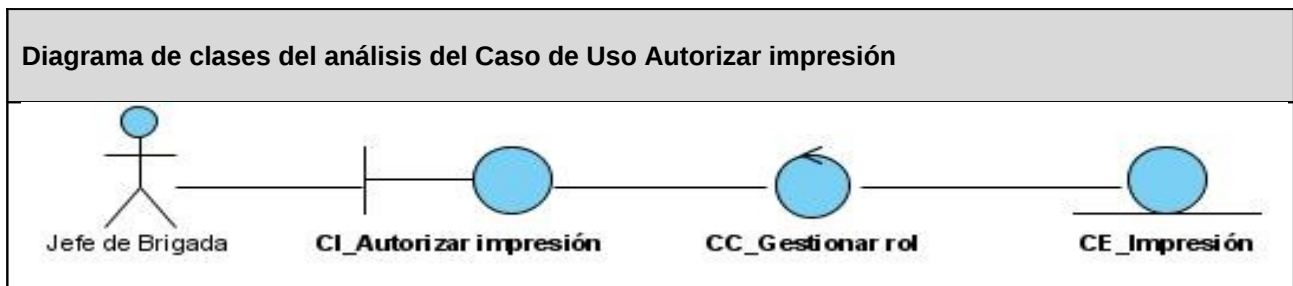 Diagrama de clases del análisis del Caso de Uso Autorizar impresión
Jefe de Brigada
CI_Autorizar impresión
CC_Gestionar rol
CE_Impresión